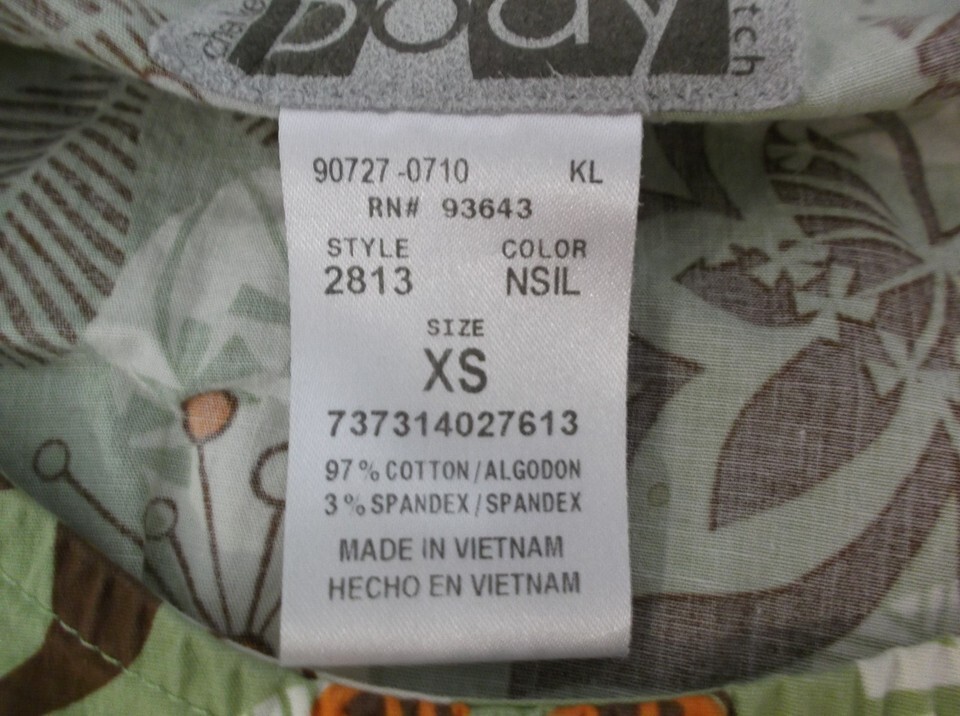 body
90727-0710 KL
RN# 93643
STYLE COLOR
2813 NSIL
SIZE
XS
737314027613
97% COTTON/ALGODON
3% SPANDEX/SPANDEX
MADE IN VIETNAM
HECHO EN VIETNAM